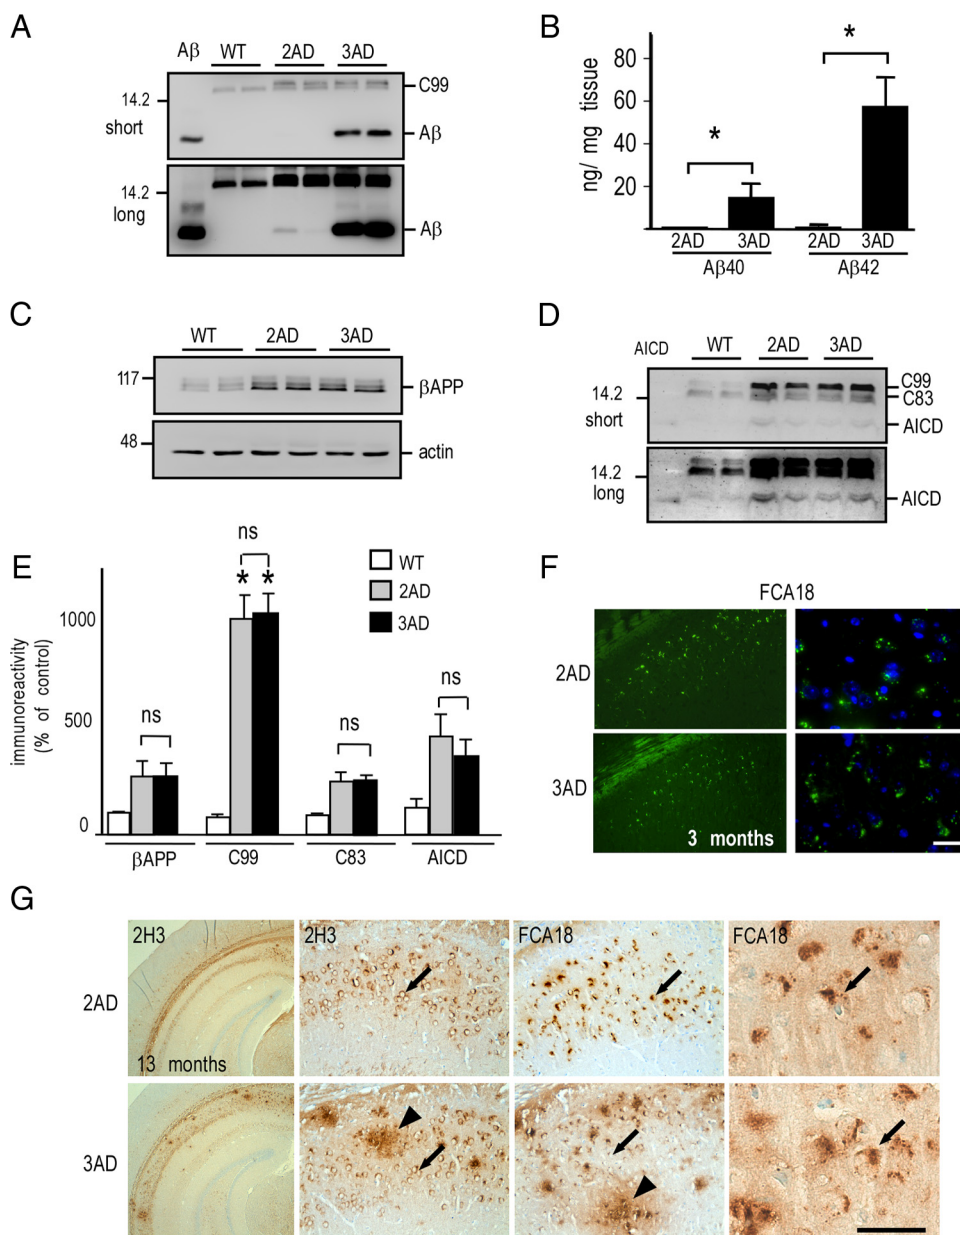 A
Aβ WT 2AD 3AD
14.2
short
C99
Aβ
14.2
long
Aβ
B
ng/ mg tissue
80
60
40
20
*
*
2AD 3AD 2AD 3AD
Aβ40 Aβ42
C
WT 2AD 3AD
117
βAPP
48
actin
D
AICD WT 2AD 3AD
14.2
short
C99
C83
AICD
14.2
long
AICD
E
immunoreactivity
(% of control)
1000
500
0
ns
* *
ns
ns
ns
WT
2AD
3AD
βAPP C99 C83 AICD
F
FCA18
2AD
3AD
3 months
G
2H3 2H3 FCA18 FCA18
2AD
13 months
3AD